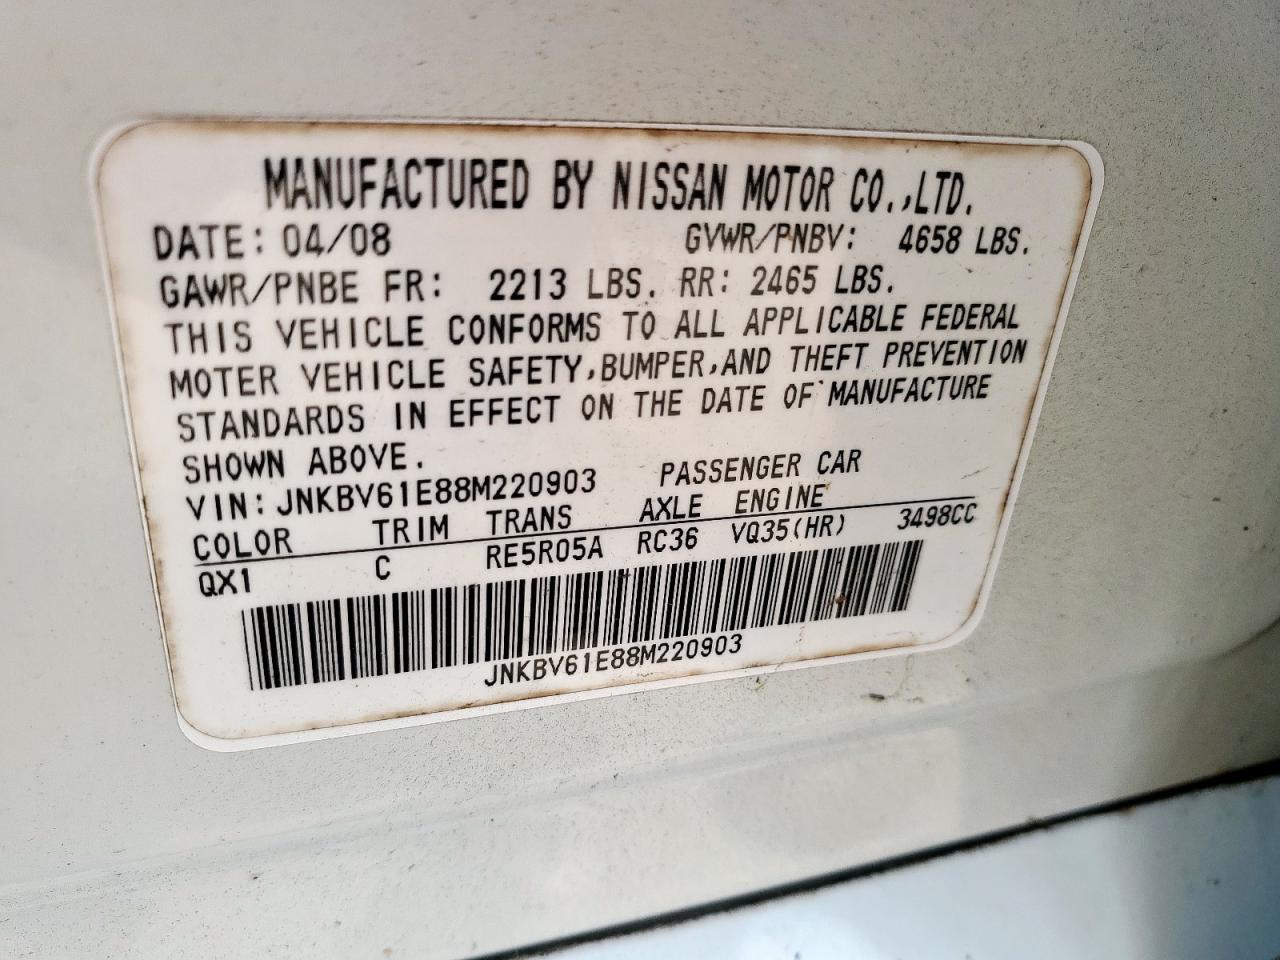 MANUFACTURED BY NISSAN MOTOR CO.,LTD.
DATE: 04/08 GVWR/PNBV: 4658 LBS.
GAWR/PNBE FR: 2213 LBS. RR: 2465 LBS.
THIS VEHICLE CONFORMS TO ALL APPLICABLE FEDERAL
MOTER VEHICLE SAFETY,BUMPER,AND THEFT PREVENTION
STANDARDS IN EFFECT ON THE DATE OF MANUFACTURE
SHOWN ABOVE.
VIN: JNKBV61E88M220903 PASSENGER CAR
COLOR TRIM TRANS AXLE ENGINE
QX1 C RE5R05A RC36 VQ35(HR) 3498CC
JNKBV61E88M220903